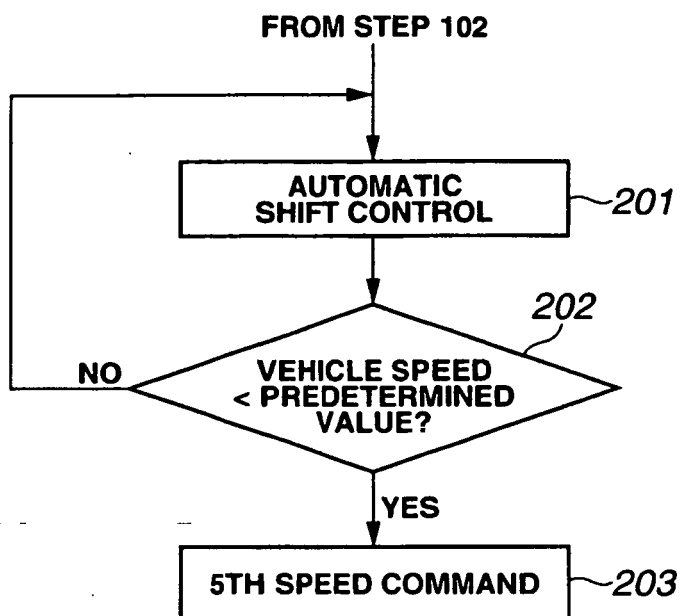 FROM STEP 102
AUTOMATIC
SHIFT CONTROL
201
202
VEHICLE SPEED
< PREDETERMINED
VALUE?
NO
YES
5TH SPEED COMMAND
203